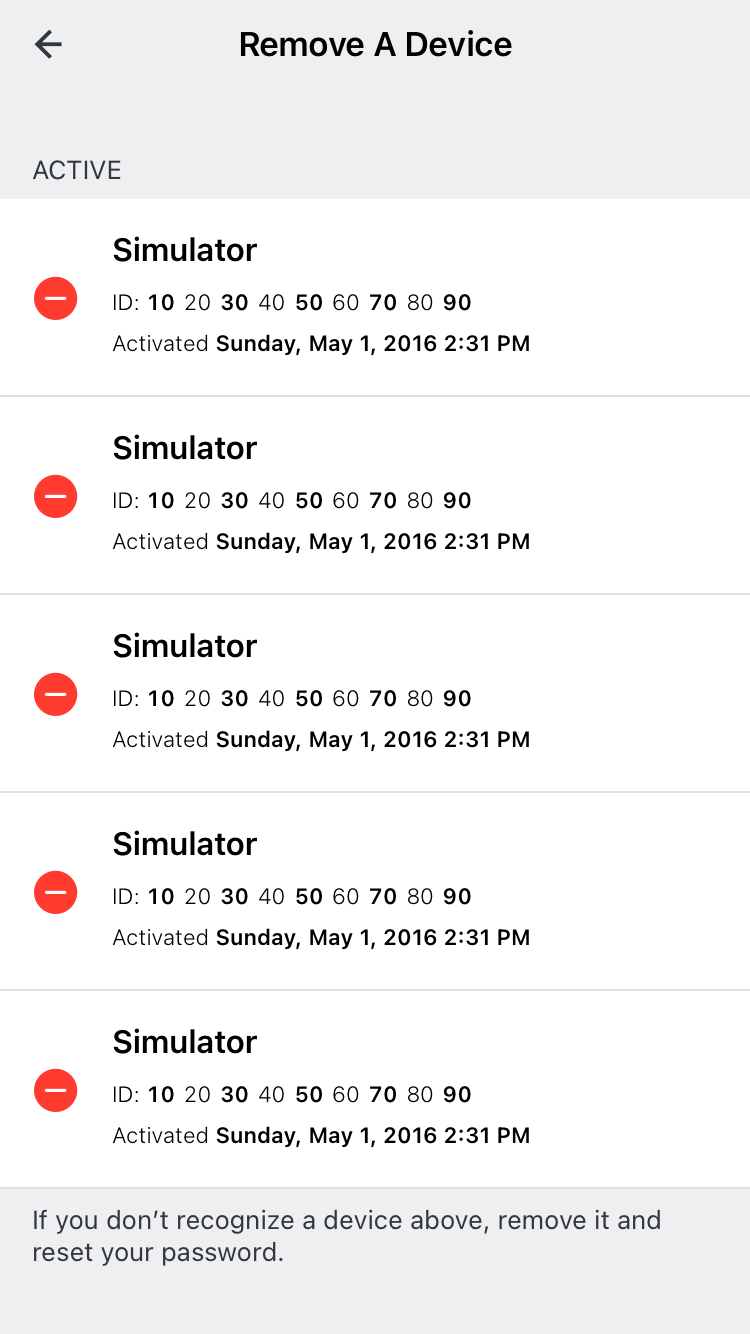 Remove A Device
ACTIVE
Simulator
ID: 10 20 30 40 50 60 70 80 90
Activated Sunday, May 1, 2016 2:31 PM
Simulator
ID: 10 20 30 40 50 60 70 80 90
Activated Sunday, May 1, 2016 2:31 PM
Simulator
ID: 10 20 30 40 50 60 70 80 90
Activated Sunday, May 1, 2016 2:31 PM
Simulator
ID: 10 20 30 40 50 60 70 80 90
Activated Sunday, May 1, 2016 2:31 PM
Simulator
ID: 10 20 30 40 50 60 70 80 90
Activated Sunday, May 1, 2016 2:31 PM
If you don’t recognize a device above, remove it and
reset your password.